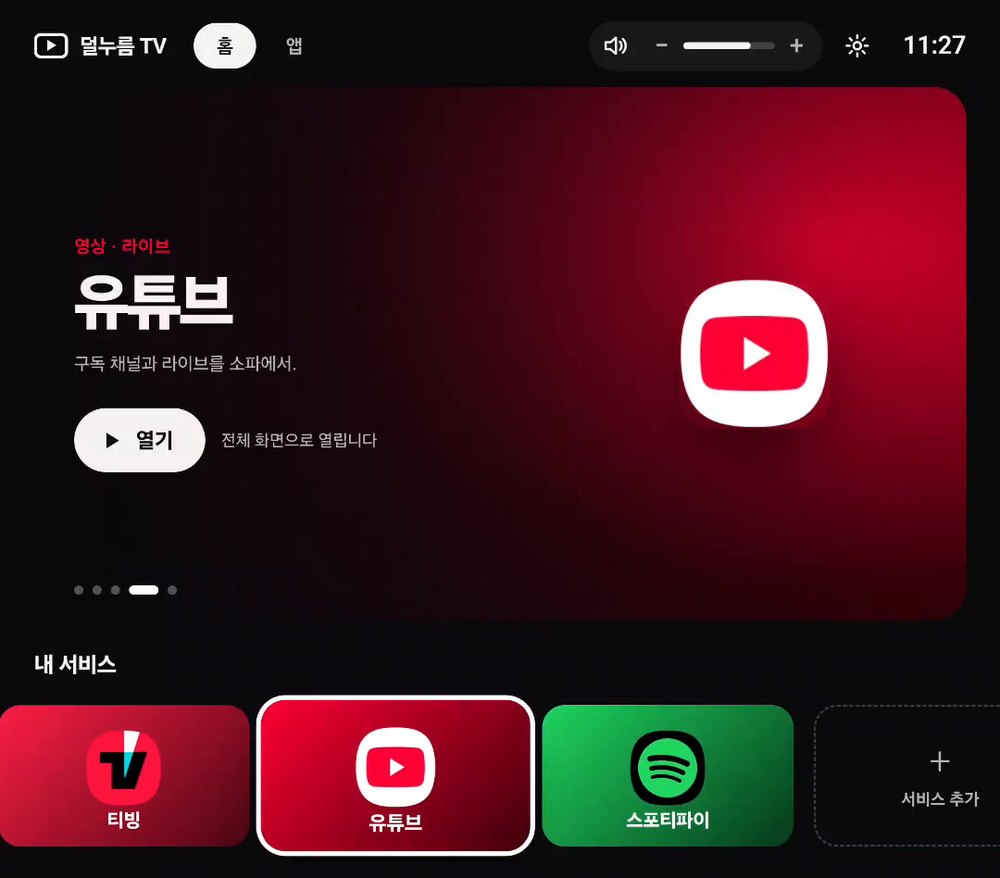 덜누름 TV
홈
앱
11:27
영상 · 라이브
유튜브
구독 채널과 라이브를 소파에서.
열기
전체 화면으로 열립니다
내 서비스
티빙
유튜브
스포티파이
서비스 추가